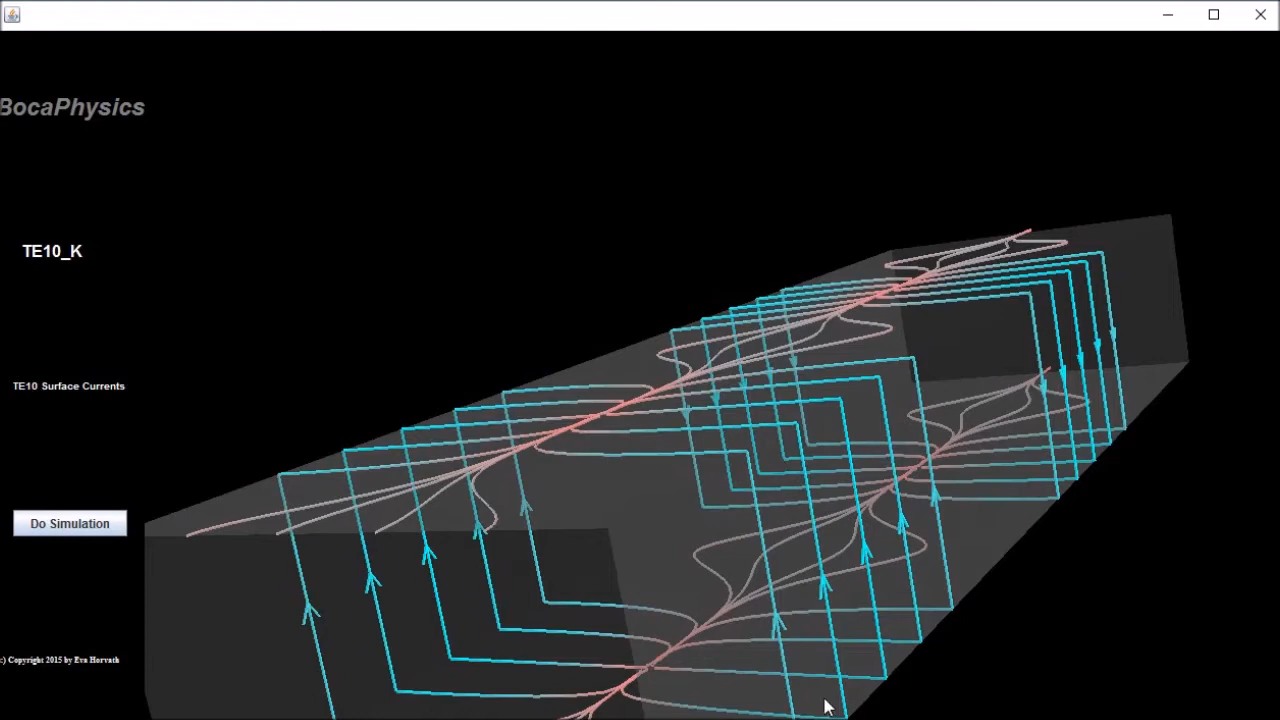 BocaPhysics
TE10_K
TE10 Surface Currents
Do Simulation
c) Copyright 2015 by Eva Horvath